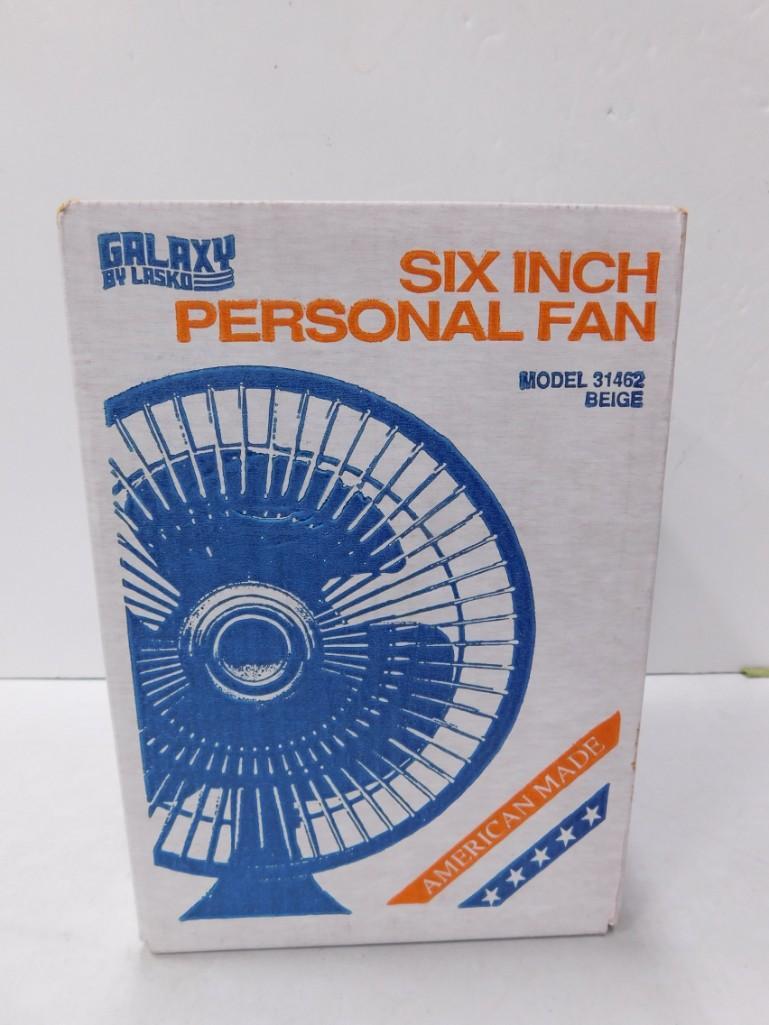 GALAXY
BY LASKO
SIX INCH
PERSONAL FAN
MODEL 31462
BEIGE
AMERICAN MADE